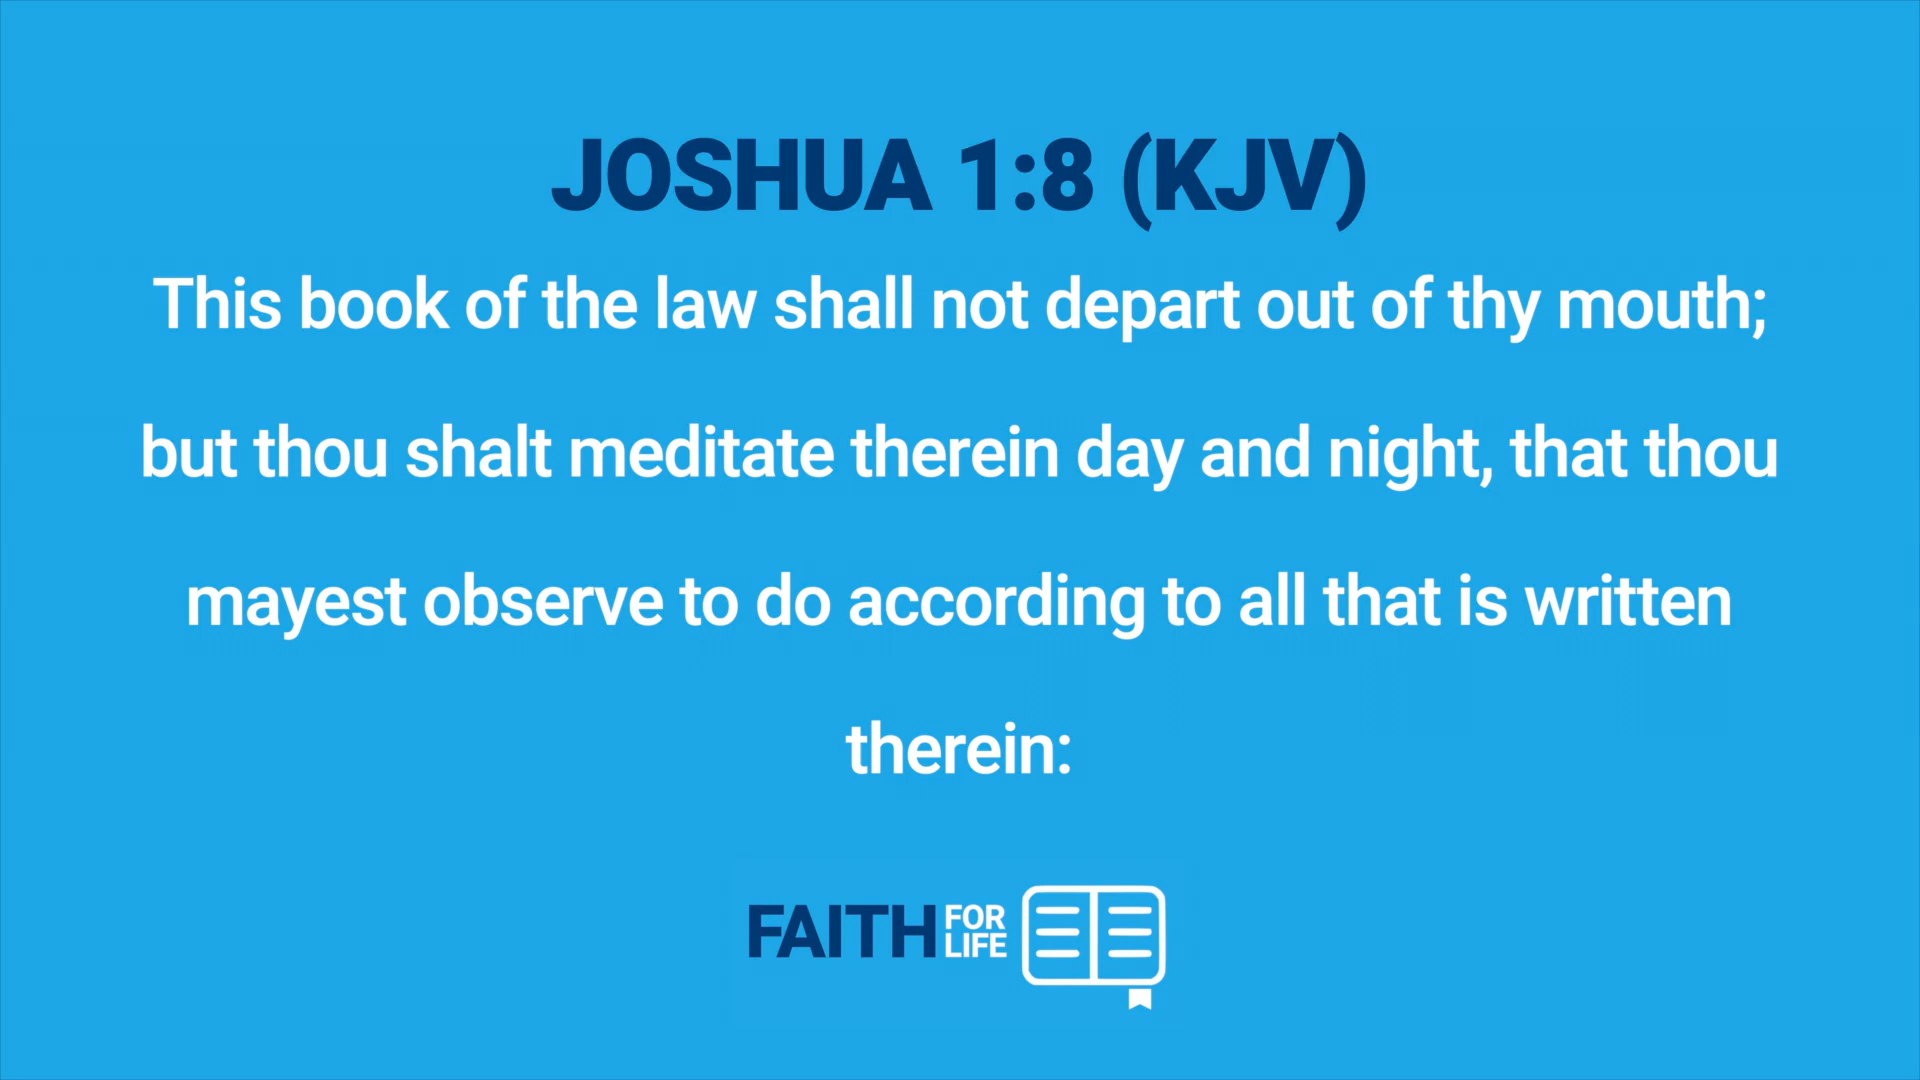 JOSHUA 1:8 (KJV)
This book of the law shall not depart out of thy mouth;
but thou shalt meditate therein day and night, that thou
mayest observe to do according to all that is written
therein:
FAITH FOR
LIFE